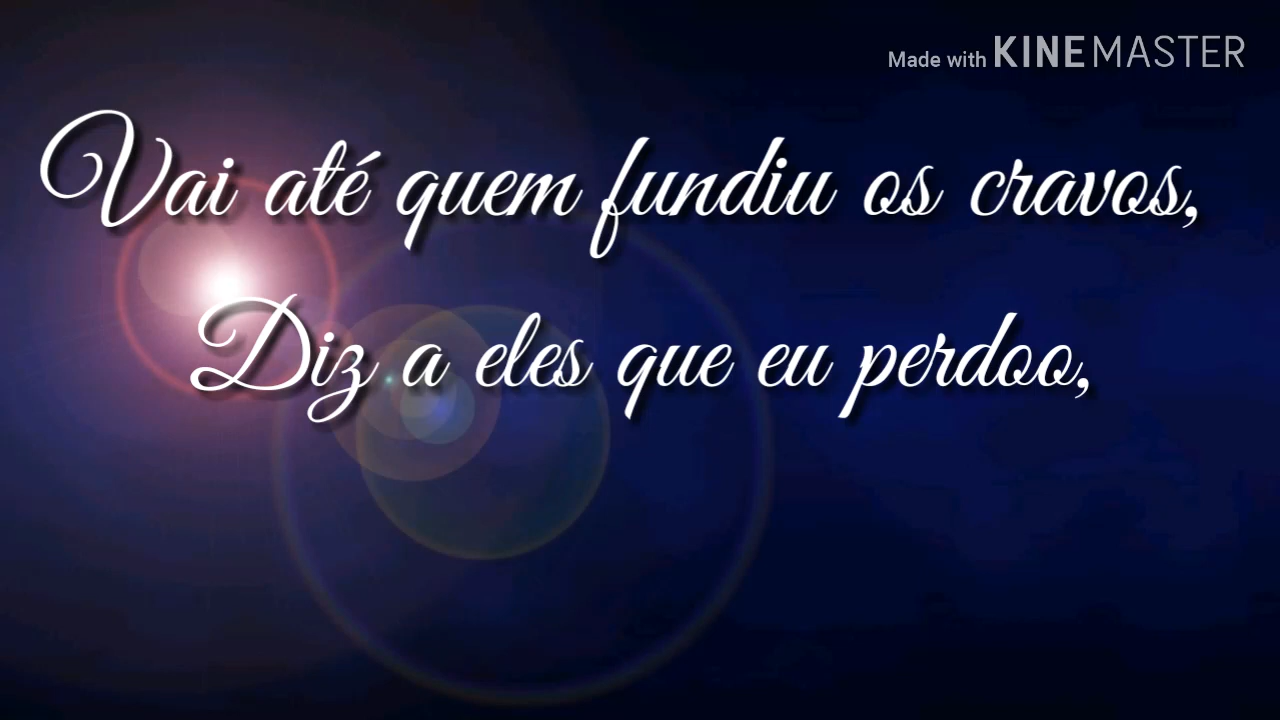 Made with KINEMASTER
Vai até quem fundiu os cravos,
Diz a eles que eu perdoo,